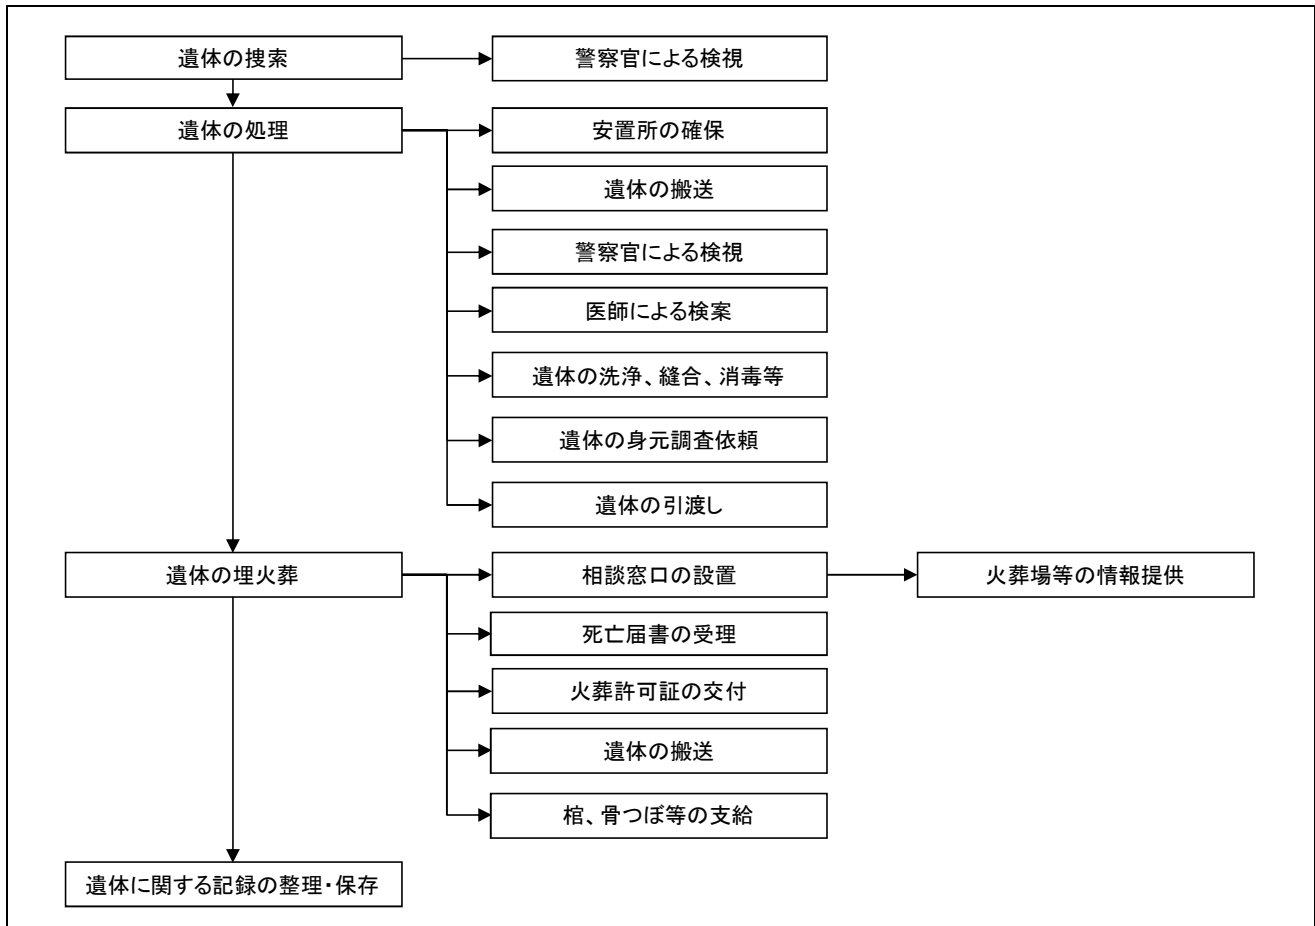 遺体の捜索
警察官による検視
遺体の処理
安置所の確保
遺体の搬送
警察官による検視
医師による検案
遺体の洗浄、縫合、消毒等
遺体の身元調査依頼
遺体の引渡し
遺体の埋火葬
相談窓口の設置
火葬場等の情報提供
死亡届書の受理
火葬許可証の交付
遺体の搬送
棺、骨つぼ等の支給
遺体に関する記録の整理・保存